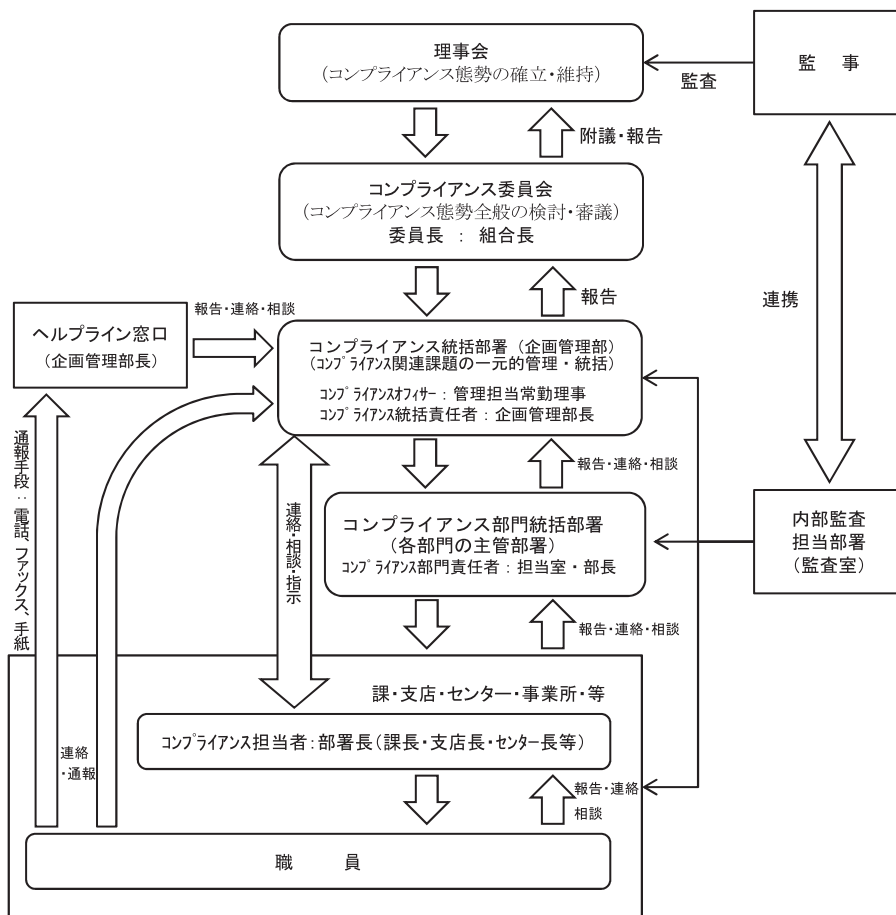 理事会
（コンプライアンス態勢の確立・維持）
監　事
監査
附議・報告
コンプライアンス委員会
（コンプライアンス態勢全般の検討・審議）
委員長　：　組合長
報告
連携
ヘルプライン窓口
（企画管理部長）
報告・連絡・相談
コンプライアンス統括部署（企画管理部）
（コンプライアンス関連課題の一元的管理・統括）
コンプライアンスオフィサー：管理担当常勤理事
コンプライアンス統括責任者：企画管理部長
報告・連絡・相談
通報手段：電話、ファックス、手紙
連絡・相談・指示
コンプライアンス部門統括部署
（各部門の主管部署）
コンプライアンス部門責任者：担当室・部長
内部監査
担当部署
（監査室）
報告・連絡・相談
課・支店・センター・事業所・等
コンプライアンス担当者：部署長（課長・支店長・センター長等）
連絡
・通報
報告・連絡
相談
職　　員